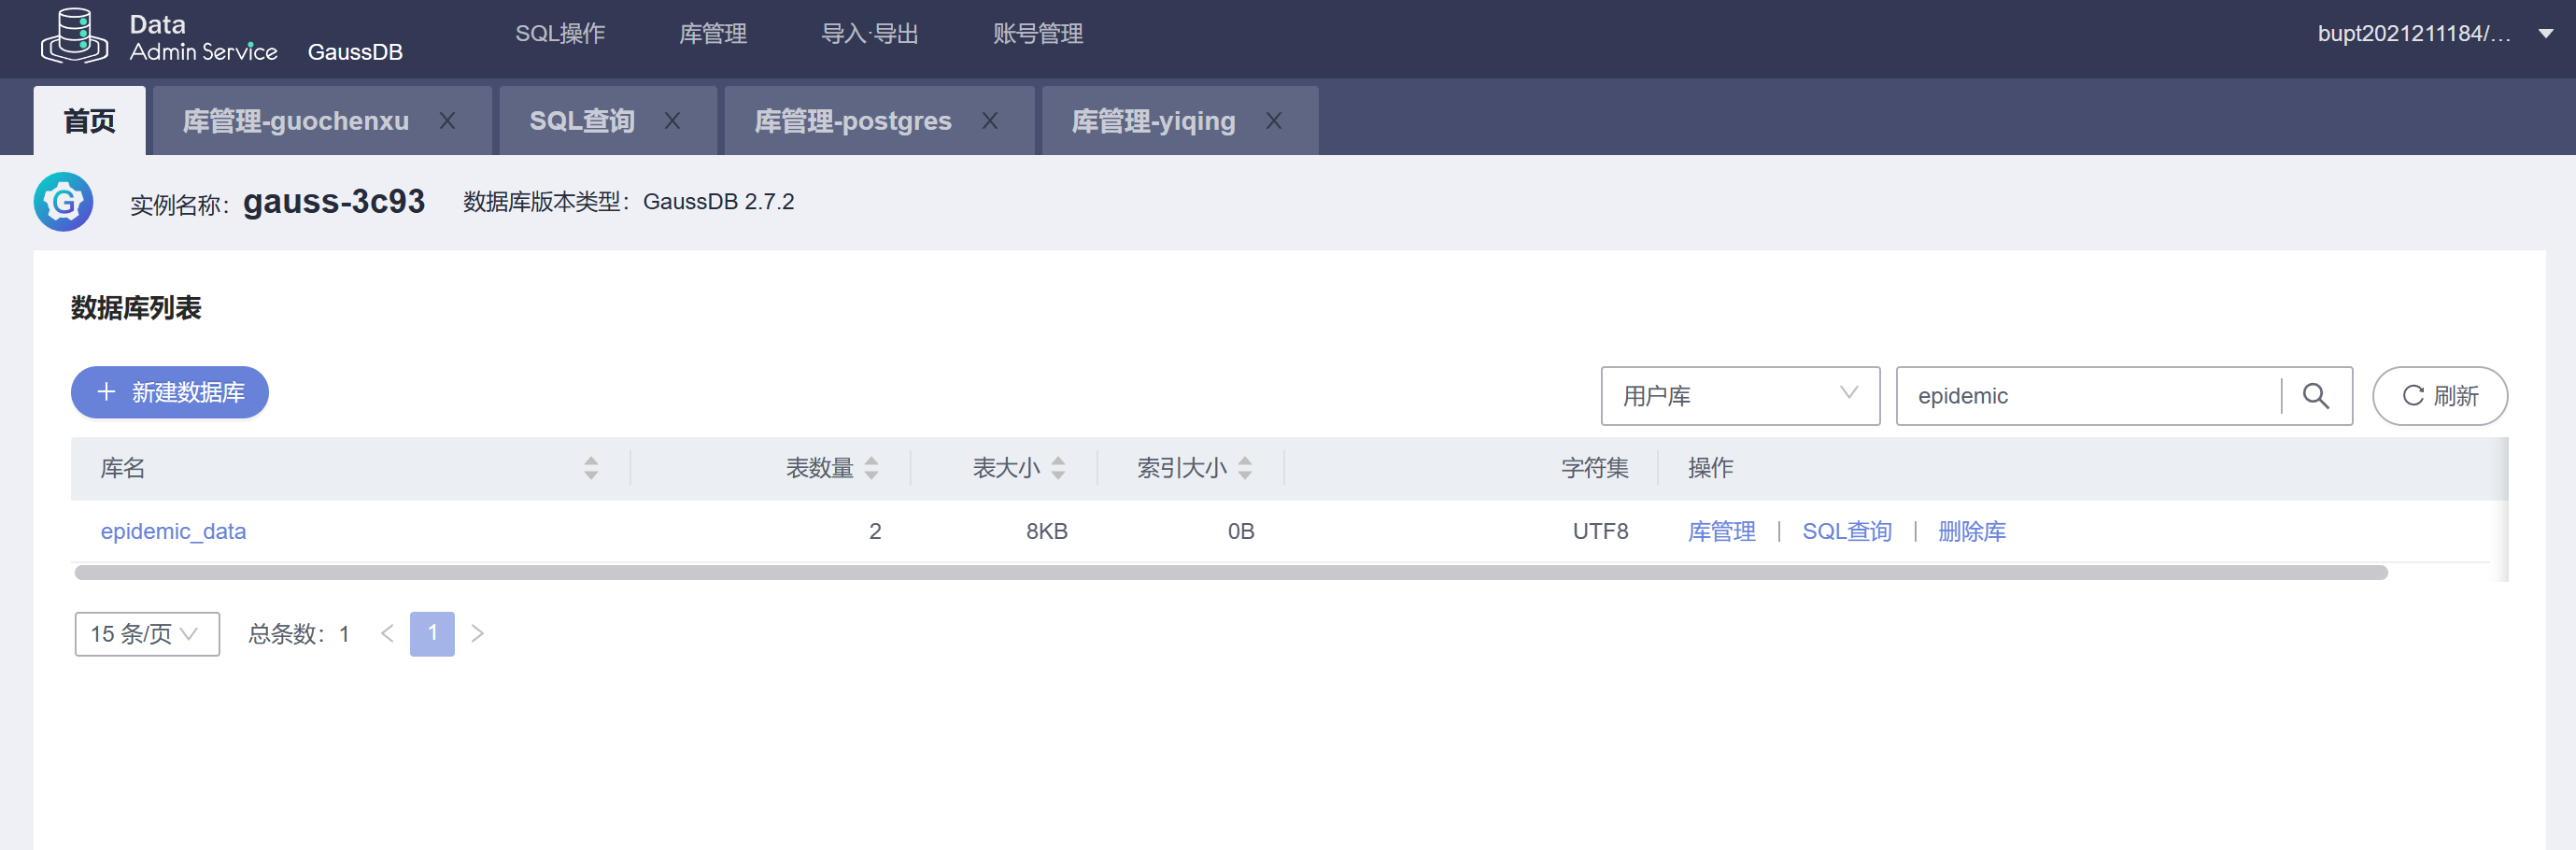 Data
Admin Service GaussDB SQL操作 库管理 导入·导出 账号管理 bupt2021211184/...
首页 库管理-guochenxu X SQL查询 X 库管理-postgres X 库管理-yiqing X
G 实例名称: gauss-3c93 数据库版本类型: GaussDB 2.7.2
数据库列表
+ 新建数据库 用户库 epidemic 刷新
库名 表数量 表大小 索引大小 字符集 操作
epidemic_data 2 8KB 0B UTF8 库管理 | SQL查询 | 删除库
15 条/页 总条数: 1 < 1 >